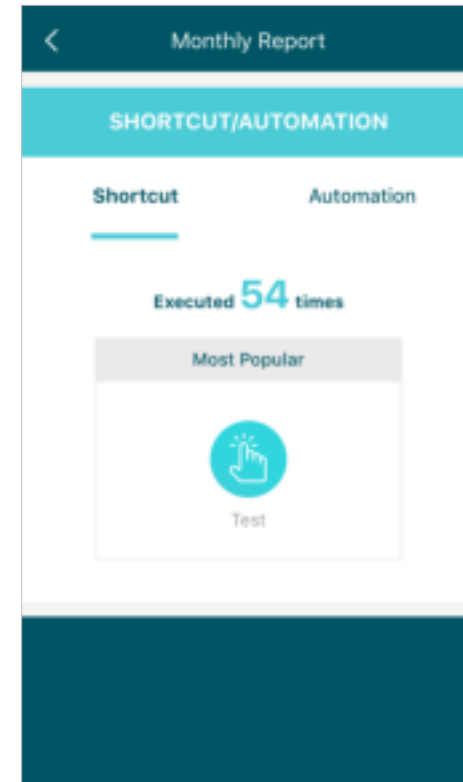 Monthly Report
SHORTCUT/AUTOMATION
Shortcut Automation
Executed 54 times
Most Popular
Test